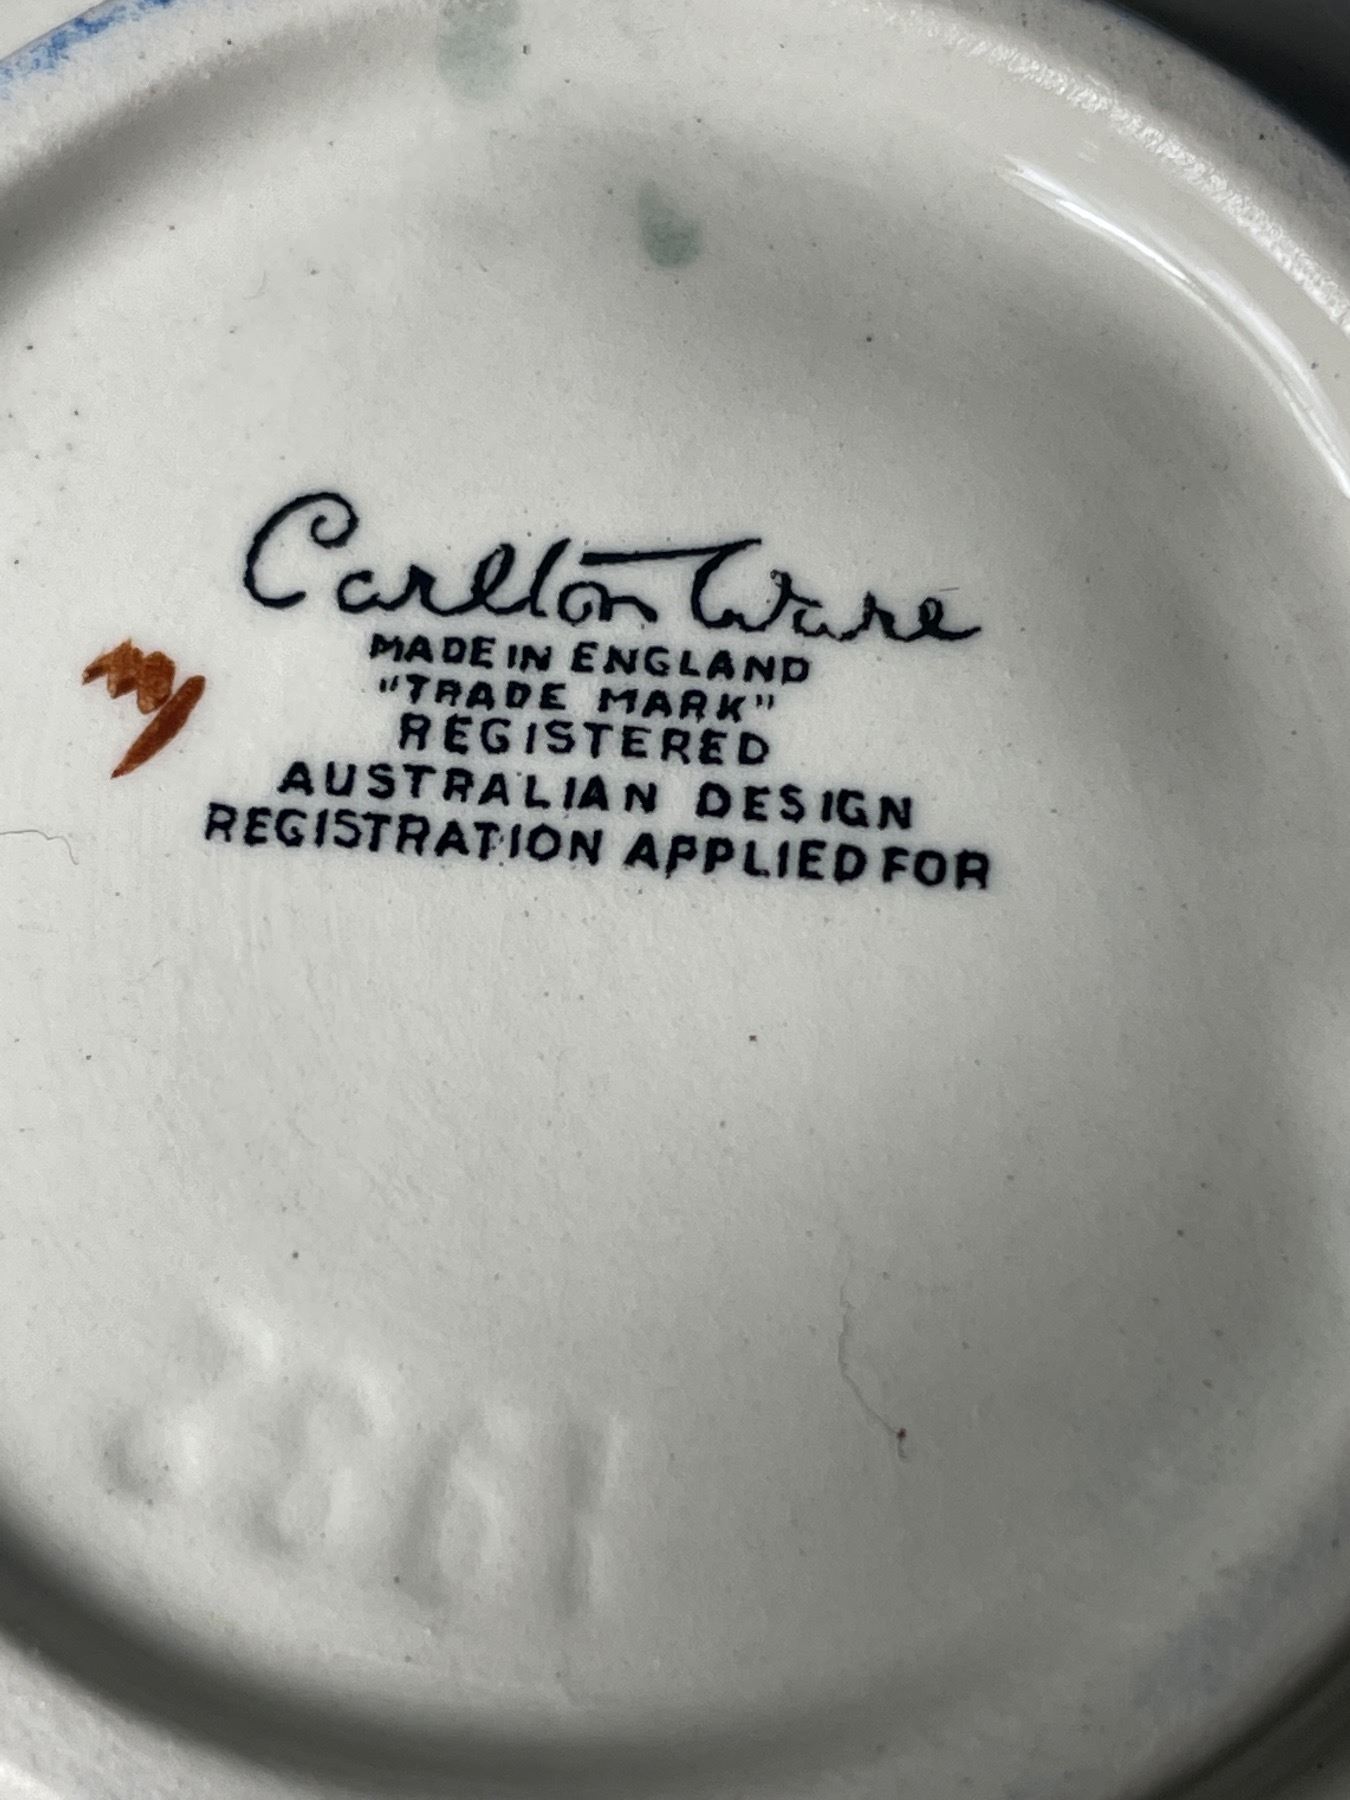 Carlton Ware
MADE IN ENGLAND
"TRADE MARK"
REGISTERED
AUSTRALIAN DESIGN
REGISTRATION APPLIED FOR